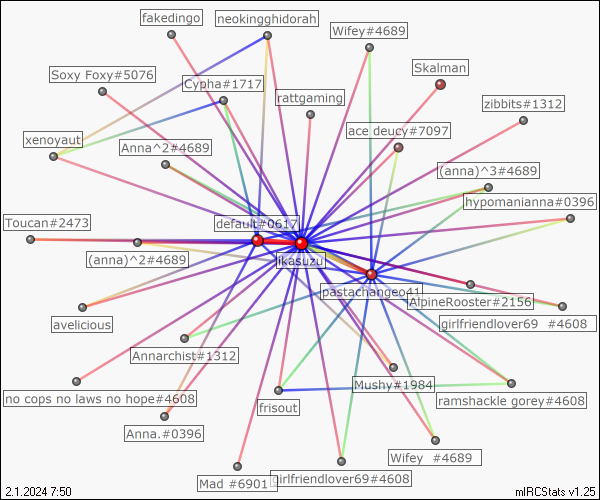 fakedingo
neokingghidorah
Wifey#4689
Skalman
Soxy Foxy#5076
Cypha#1717
rattgaming
zibbits#1312
xenoyaut
Anna^2#4689
ace deucy#7097
(anna)^3#4689
hypomanianna#0396
Toucan#2473
default#0617
(anna)^2#4689
ikasuzu
pastachangeo41
AlpineRooster#2156
avelicious
girlfriendlover69 #4608
Annarchist#1312
Mushy#1984
no cops no laws no hope#4608
frisout
ramshackle gorey#4608
Anna.#0396
Wifey #4689
Mad #6901
girlfriendlover69#4608
2.1.2024 7:50
mIRCStats v1.25